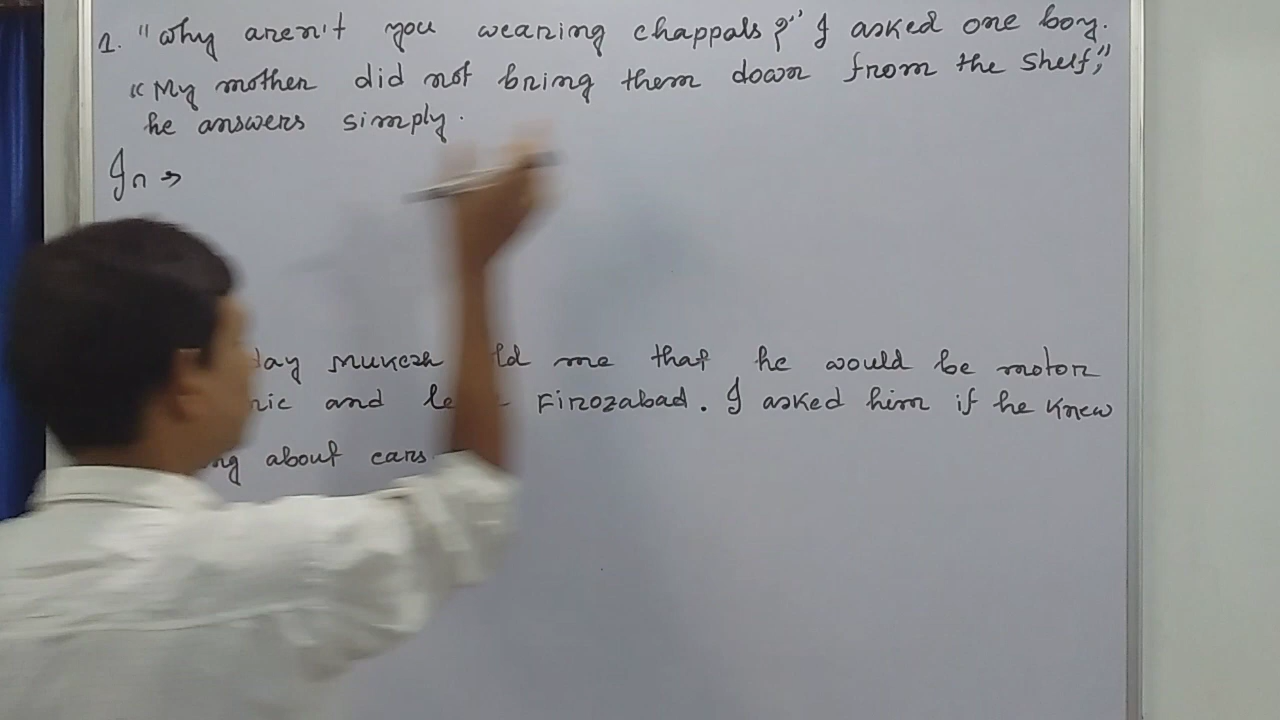 1. "Why aren't you wearing chappals?" I asked one boy.
"My mother did not bring them down from the shelf,"
he answers simply.
In →
day Mukesh me that he would be motor
and Firozabad. I asked him if he knew
about cars